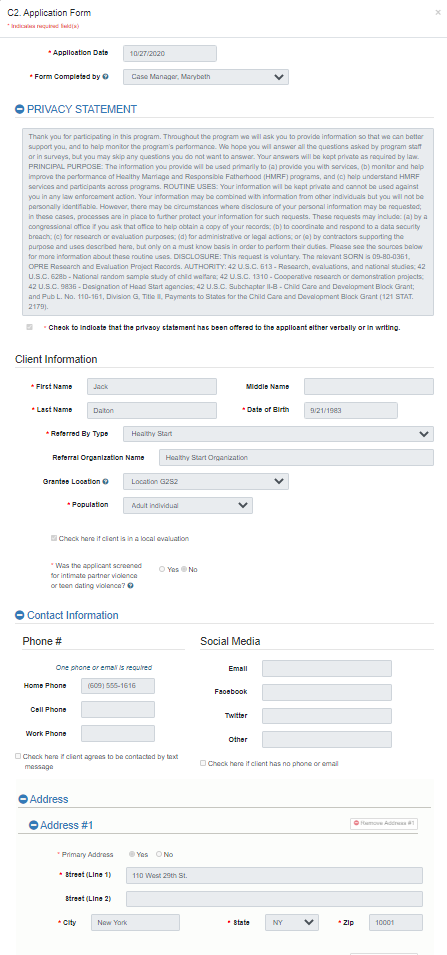 C2. Application Form
×
* Indicates required field(s)
* Application Date 10/27/2020
* Form Completed by Case Manager, Marybeth
PRIVACY STATEMENT
Thank you for participating in this program. Throughout the program we will ask you to provide information so that we can better
support you, and to help monitor the program's performance. We hope you will answer all the questions asked by program staff
or in surveys, but you may skip any questions you do not want to answer. Your answers will be kept private as required by law.
PRINCIPAL PURPOSE: The information you provide will be used primarily to (a) provide you with services, (b) monitor and help
improve the performance of Healthy Marriage and Responsible Fatherhood (HMRF) programs, and (c) help understand HMRF
services and participants across programs. ROUTINE USES: Your information will be kept private and cannot be used against
you in any law enforcement action. Your information may be combined with information from other individuals but you will not be
personally identifiable. However, there may be circumstances where disclosure of your personal information may be requested;
in these cases, processes are in place to further protect your information for such requests. These requests may include: (a) by a
congressional office if you ask that office to help obtain a copy of your records; (b) to coordinate and respond to a data security
breach; (c) for research or evaluation purposes; (d) for administrative or legal actions; or (e) by contractors supporting the
purpose and uses described here, but only on a must know basis in order to perform their duties. Please see the sources below
for more information about these routine uses. DISCLOSURE: This request is voluntary. The relevant SORN is 09-80-0361,
OPRE Research and Evaluation Project Records. AUTHORITY: 42 U.S.C. 613 - Research, evaluations, and national studies; 42
U.S.C. 628b - National random sample study of child welfare; 42 U.S.C. 1310 - Cooperative research or demonstration projects;
42 U.S.C. 9836 - Designation of Head Start agencies; 42 U.S.C. Subchapter II-B - Child Care and Development Block Grant;
and Pub L. No. 110-161, Division G, Title II, Payments to States for the Child Care and Development Block Grant (121 STAT.
2179).
* Check to indicate that the privacy statement has been offered to the applicant either verbally or in writing.
Client Information
* First Name Jack Middle Name
* Last Name Dalton * Date of Birth 9/21/1983
* Referred By Type Healthy Start
Referral Organization Name Healthy Start Organization
Grantee Location Location G2S2
* Population Adult individual
Check here if client is in a local evaluation
* Was the applicant screened
for intimate partner violence Yes No
or teen dating violence?
Contact Information
Phone # Social Media
One phone or email is required
Email
Home Phone (609) 555-1616
Facebook
Cell Phone
Twitter
Work Phone
Other
Check here if client agrees to be contacted by text
message
Check here if client has no phone or email
Address
Address #1 Remove Address #1
* Primary Address Yes No
* Street (Line 1) 110 West 29th St.
Street (Line 2)
* City New York * State NY * Zip 10001